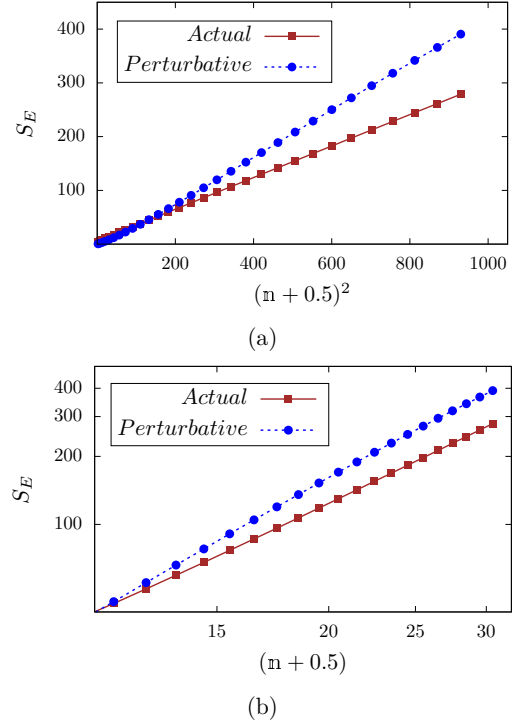 400
300
200
100
S_E
Actual
Perturbative
200 400 600 800 1000
(n + 0.5)^2
(a)
400
300
200
100
S_E
Actual
Perturbative
15 20 25 30
(n + 0.5)
(b)